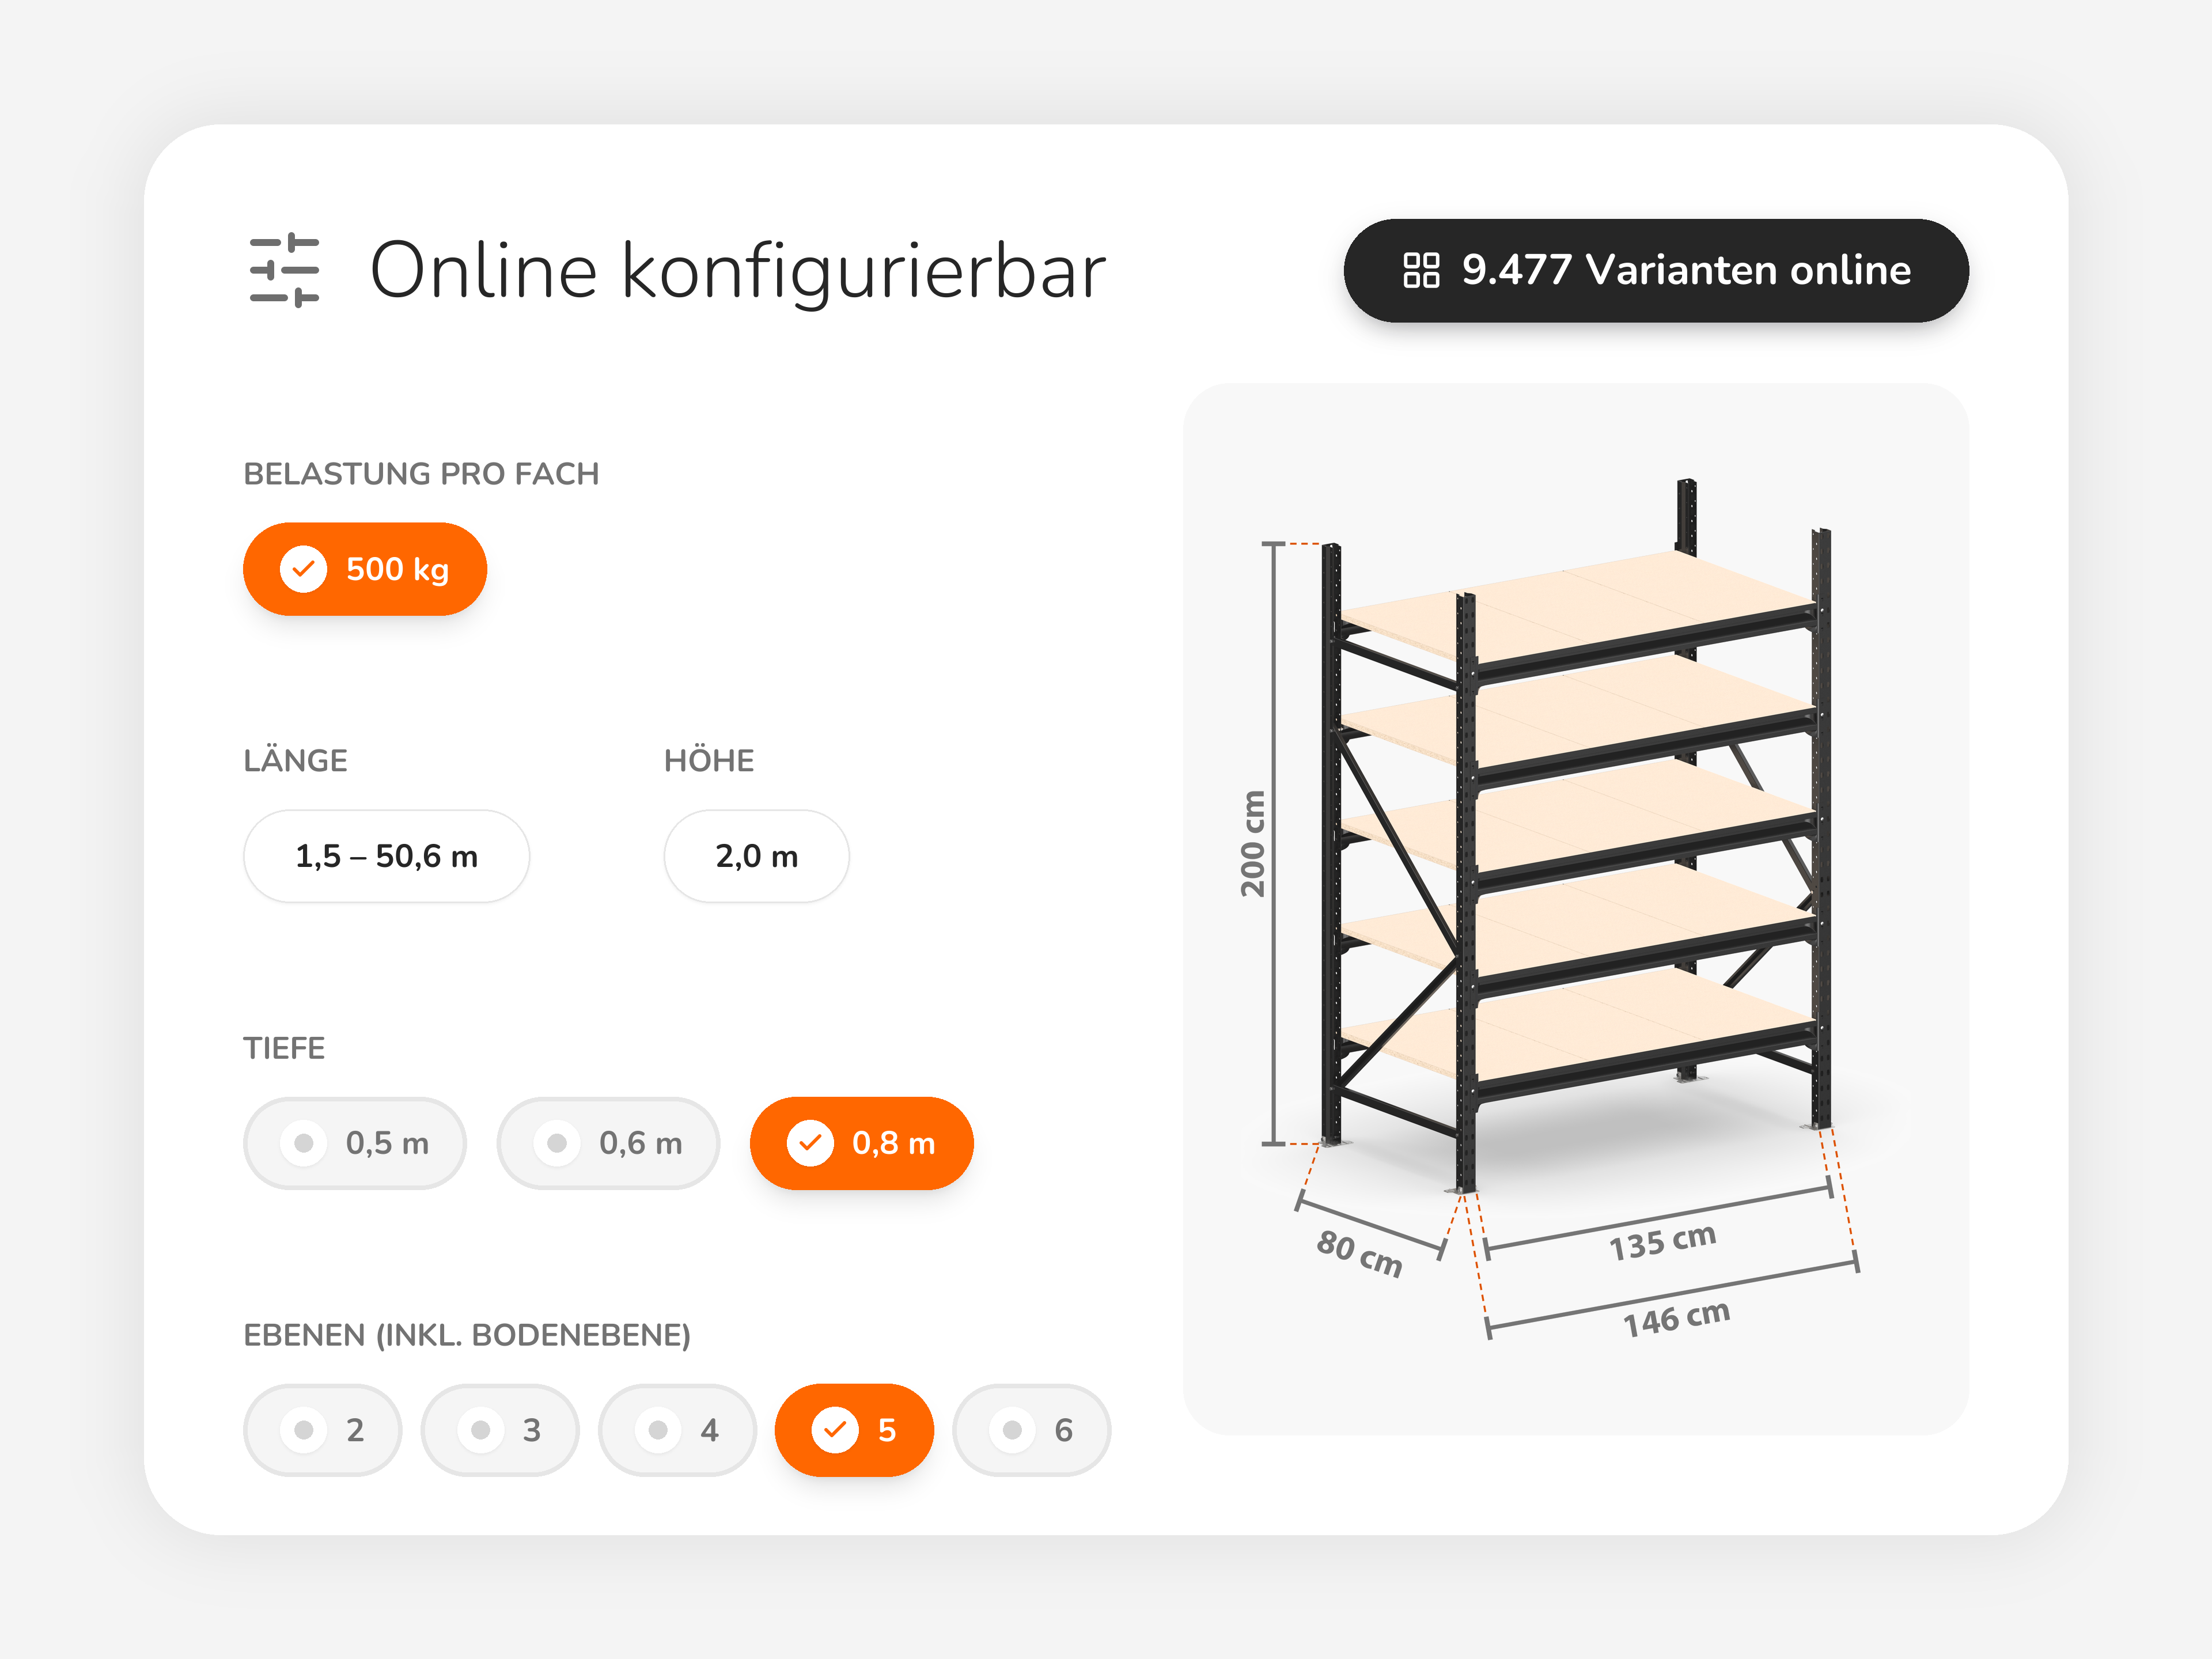 Online konfigurierbar
9.477 Varianten online
BELASTUNG PRO FACH
500 kg
LÄNGE
HÖHE
1,5 – 50,6 m
2,0 m
TIEFE
0,5 m
0,6 m
0,8 m
EBENEN (INKL. BODENEBENE)
2
3
4
5
6
200 cm
80 cm
135 cm
146 cm